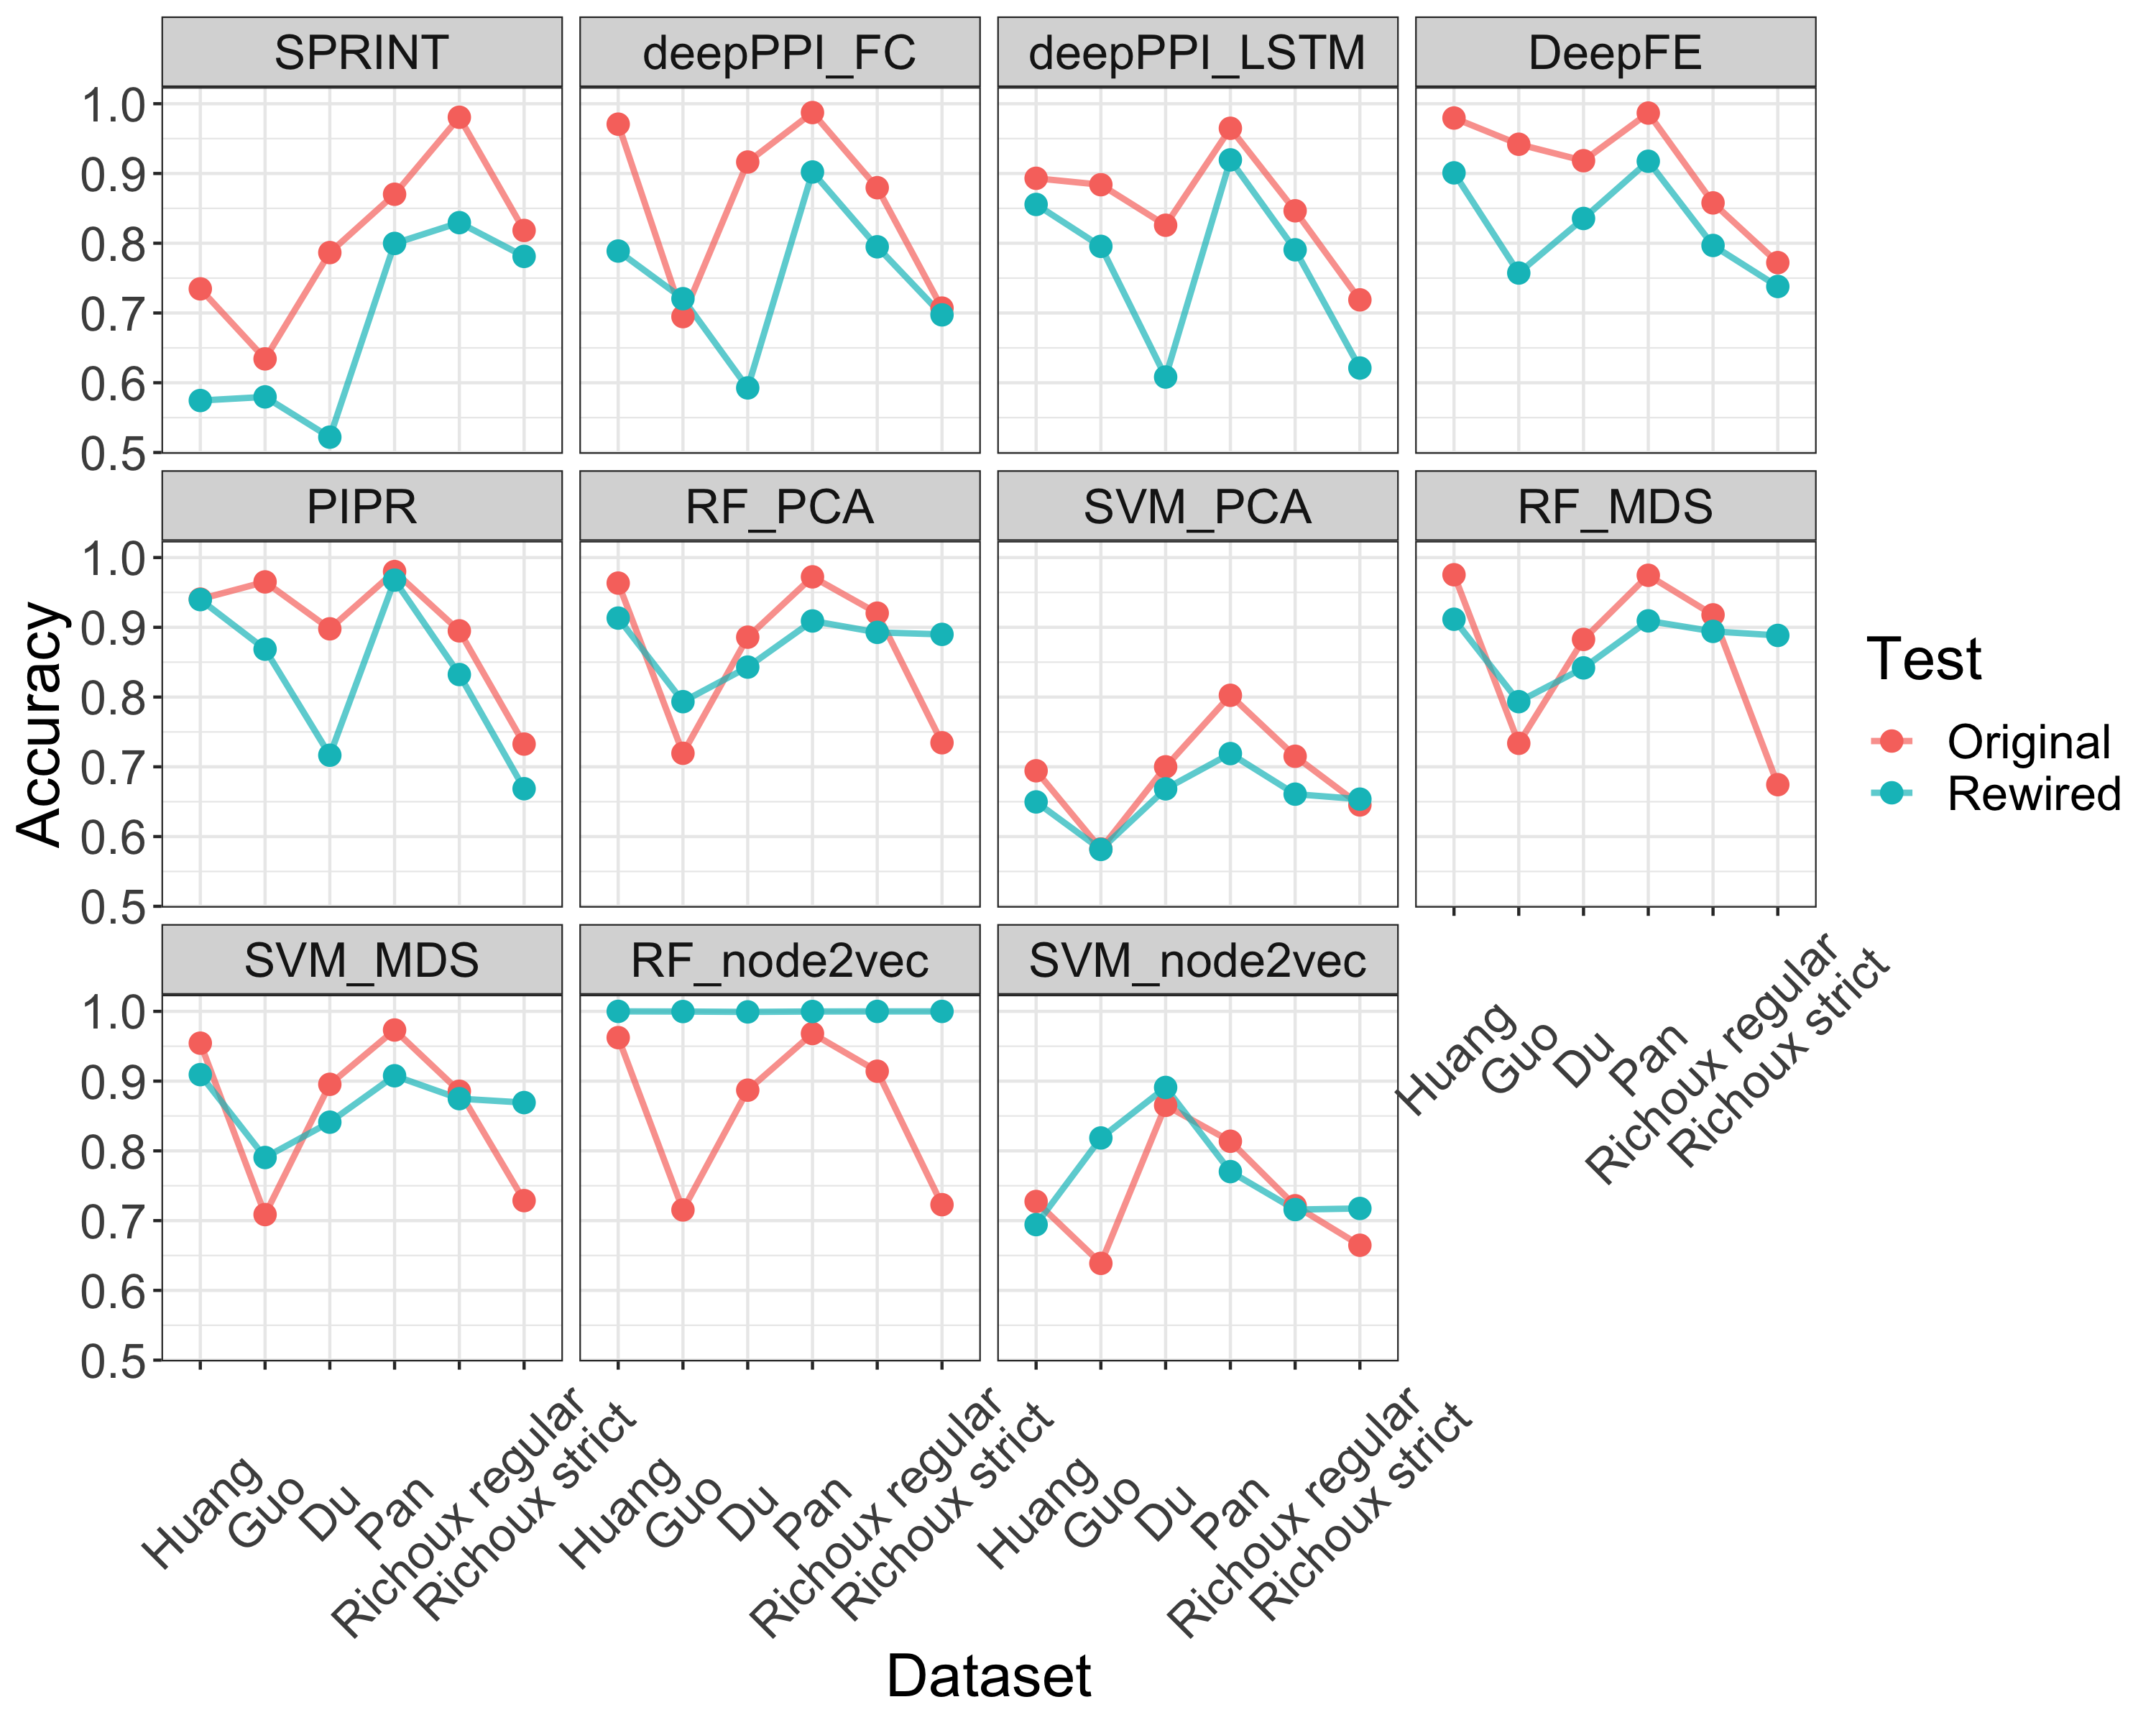 SPRINT deepPPI_FC deepPPI_LSTM DeepFE
1.0
0.9
0.8
0.7
0.6
0.5
PIPR RF_PCA SVM_PCA RF_MDS
1.0
0.9
0.8
0.7
0.6
0.5
Accuracy
Test
Original
Rewired
SVM_MDS RF_node2vec SVM_node2vec
1.0
0.9
0.8
0.7
0.6
0.5
Huang
Guo
Du
Pan
Richoux regular
Richoux strict
Huang
Guo
Du
Pan
Richoux regular
Richoux strict
Huang
Guo
Du
Pan
Richoux regular
Richoux strict
Huang
Guo
Du
Pan
Richoux regular
Richoux strict
Dataset